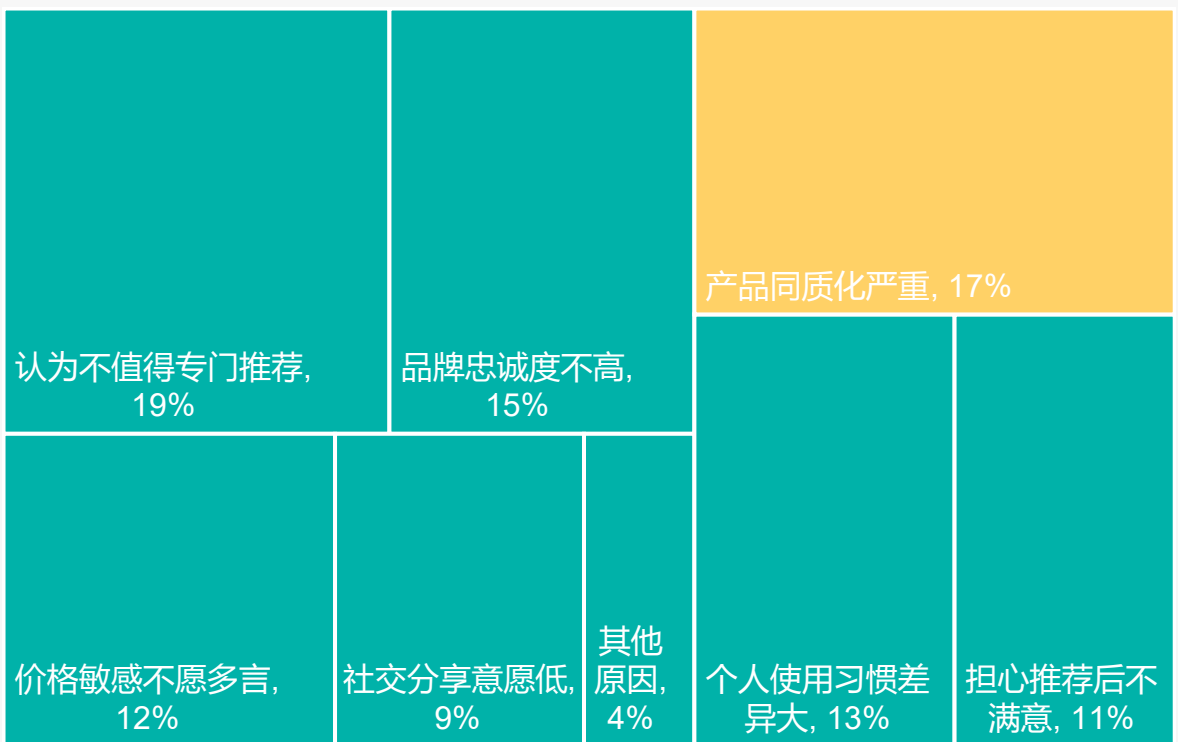 认为不值得专门推荐,
19%
品牌忠诚度不高,
15%
产品同质化严重, 17%
价格敏感不愿多言,
12%
社交分享意愿低,
9%
其他
原因,
4%
个人使用习惯差
异大, 13%
担心推荐后不
满意, 11%